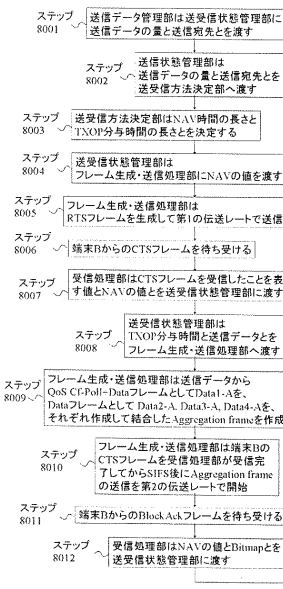 ステップ
8001
送信データ管理部は送受信状態管理部に
送信データの量と送信宛先とを渡す
ステップ
8002
送受信状態管理部は
送信データの量と送信宛先とを
送受信方法決定部へ渡す
ステップ
8003
送受信方法決定部はNAV時間の長さと
TXOP分与時間の長さとを決定する
ステップ
8004
送受信状態管理部は
フレーム生成・送信処理部にNAVの値を渡す
ステップ
8005
フレーム生成・送信処理部は
RTSフレームを生成して第1の伝送レートで送信
ステップ
8006
端末BからのCTSフレームを待ち受ける
ステップ
8007
受信処理部はCTSフレームを受信したことを表
す値とNAVの値とを送受信状態管理部に渡す
ステップ
8008
送受信状態管理部は
TXOP分与時間と送信データとを
フレーム生成・送信処理部へ渡す
ステップ
8009
フレーム生成・送信処理部は送信データから
QoS Cf-Poll+DataフレームとしてData1-Aを、
Dataフレームとして Data2-A, Data3-A, Data4-Aを、
それぞれ作成して結合したAggregation frameを作成
ステップ
8010
フレーム生成・送信処理部は端末Bの
CTSフレームを受信処理部が受信完
了してからSIFS後にAggregation frame
の送信を第2の伝送レートで開始
ステップ
8011
端末BからのBlockAckフレームを待ち受ける
ステップ
8012
受信処理部はNAVの値とBitmapとを
送受信状態管理部に渡す